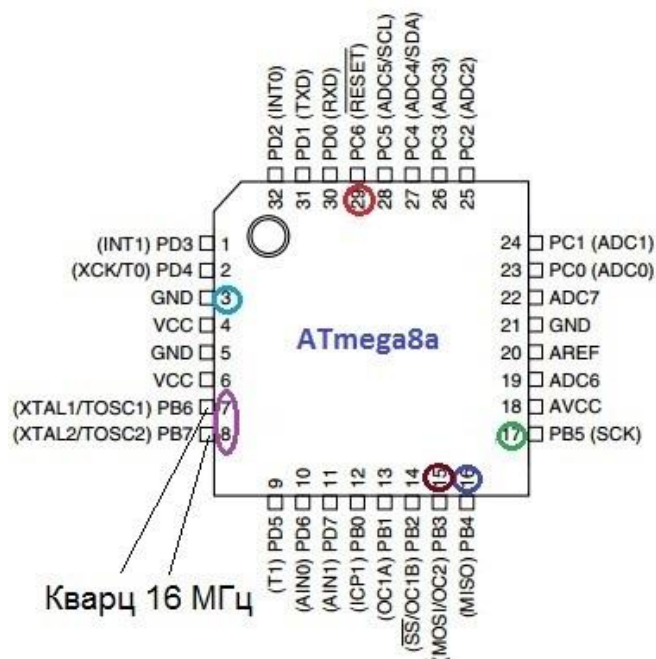 PD2 (INT0)
PD1 (TXD)
PD0 (RXD)
PC6 (RESET)
PC5 (ADC5/SCL)
PC4 (ADC4/SDA)
PC3 (ADC3)
PC2 (ADC2)
32
31
30
29
28
27
26
25
(INT1) PD3 1
(XCK/T0) PD4 2
GND 3
VCC 4
GND 5
VCC 6
(XTAL1/TOSC1) PB6 7
(XTAL2/TOSC2) PB7 8
ATmega8a
24 PC1 (ADC1)
23 PC0 (ADC0)
22 ADC7
21 GND
20 AREF
19 ADC6
18 AVCC
17 PB5 (SCK)
9
10
11
12
13
14
15
16
(T1) PD5
(AIN0) PD6
(AIN1) PD7
(ICP1) PB0
(OC1A) PB1
(SS/OC1B) PB2
(MOSI/OC2) PB3
(MISO) PB4
Кварц 16 МГц